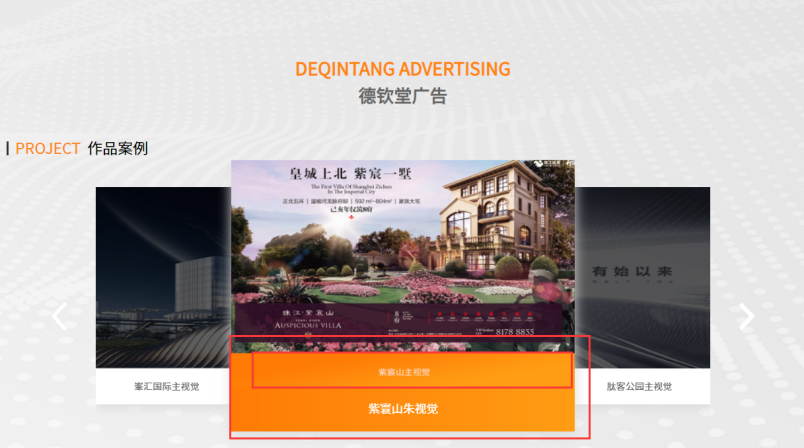 DEQINTANG ADVERTISING
德钦堂广告
PROJECT 作品案例
皇城上北 紫宸一墅
The First Villa Of Shanghai Zichen
In The Imperial City
珠江·紫宸山
AUSPICIOUS VILLA
8178 8855
有始以来
峯汇国际主视觉
紫宸山主视觉
紫宸山朱视觉
肽客公园主视觉